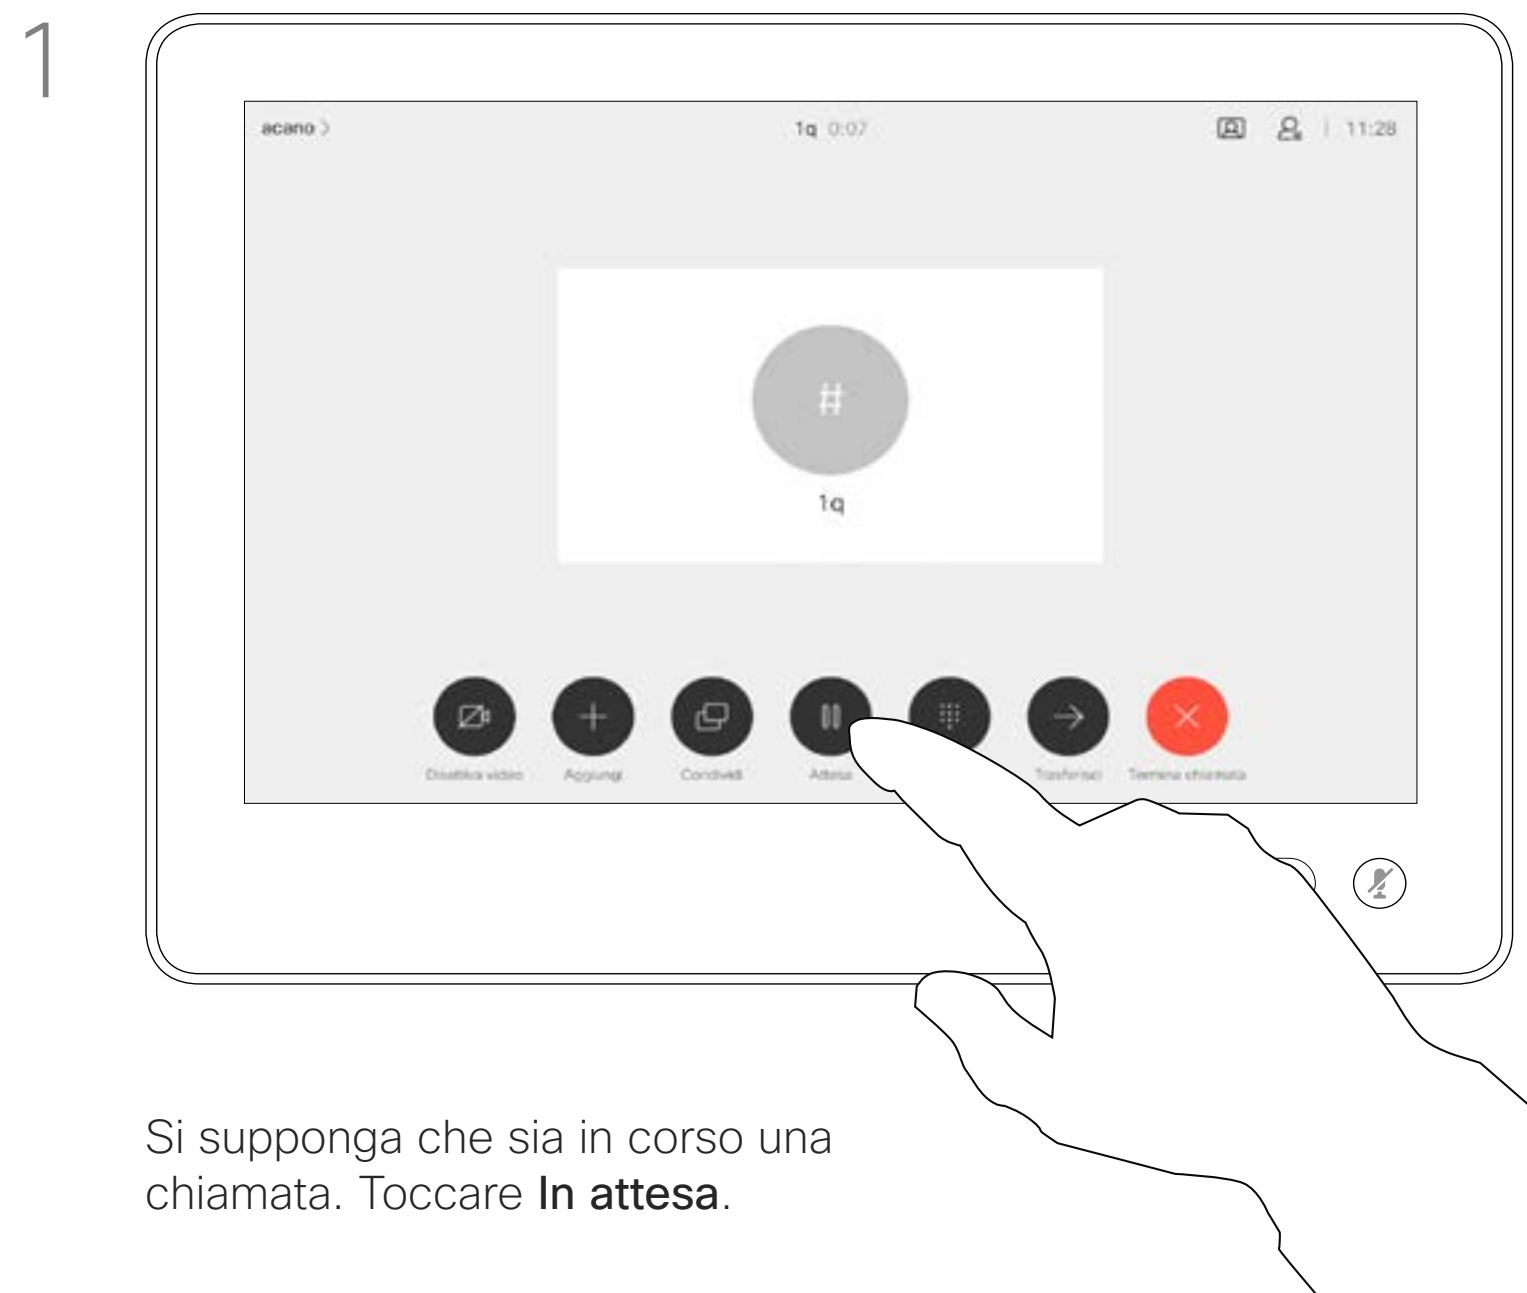 1
acano
1q 0:07
11:28
#
1q
Disattiva video
Aggiungi
Condividi
Attesa
Trasferisci
Termina chiamata
Si supponga che sia in corso una
chiamata. Toccare In attesa.